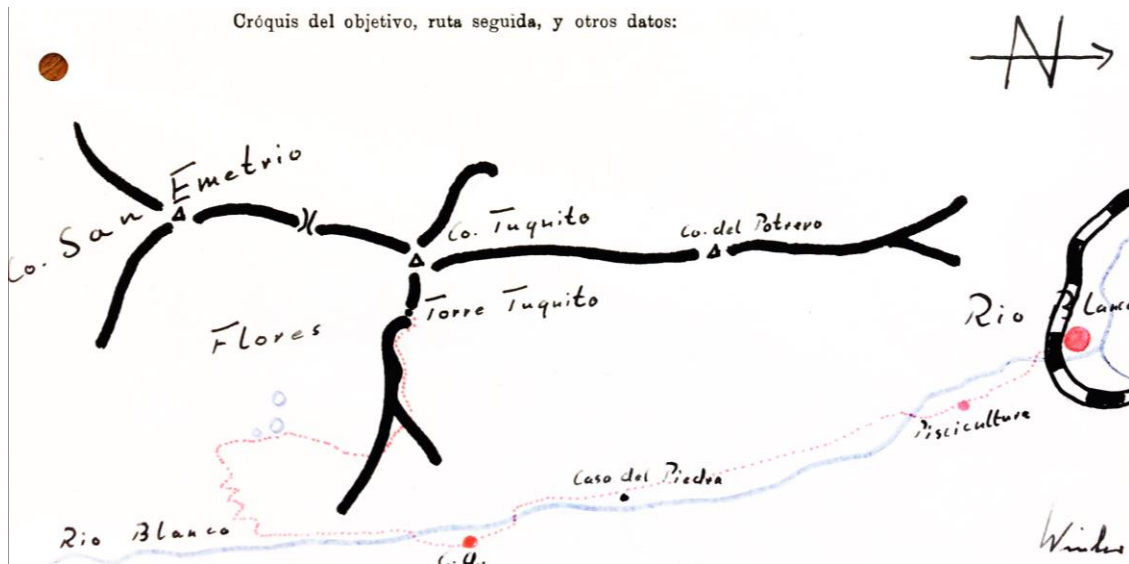 Cróquis del objetivo, ruta seguida, y otros datos:
N
Co. San Emetrio
Co. Tuquito
Co. del Potrero
Torre Tuquito
Flores
Rio Blanco
Piscicultura
Casa del Piedra
Rio Blanco